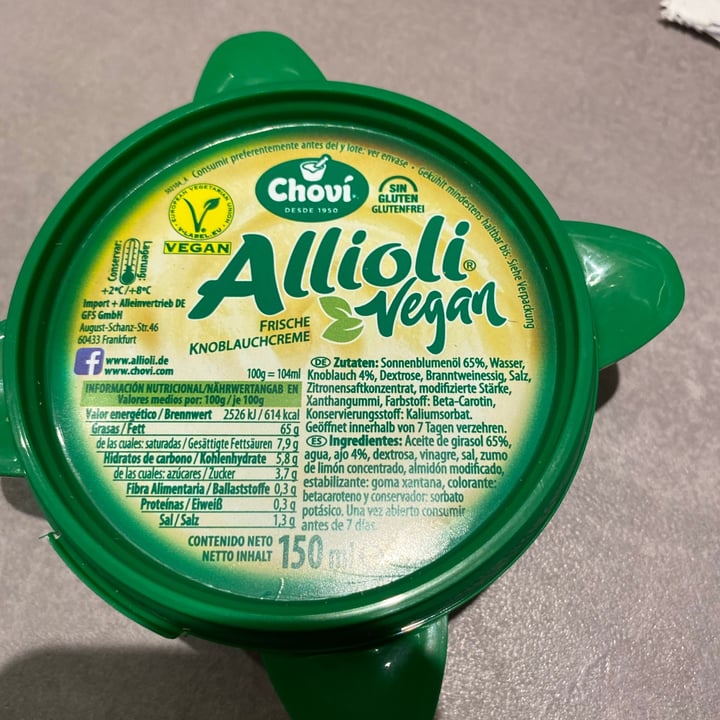 Consumir preferentemente antes del y lote: ver envase • Gekühlt mindestens haltbar bis: Siehe Verpackung
EUROPEAN VEGETARIAN UNION
V-LABEL.EU
VEGAN
Choví
DESDE 1950
SIN
GLUTEN
GLUTENFREI
Allioli®
Vegan
FRISCHE
KNOBLAUCHCREME
Conservar:
Lagerung:
+2°C/+8°C
Import + Alleinvertrieb DE
GFS GmbH
August-Schanz-Str.46
60433 Frankfurt
f www.allioli.de
www.chovi.com
100g = 104ml
INFORMACIÓN NUTRICIONAL/NÄHRWERTANGAB EN
Valores medios por: 100g / je 100g
Valor energético / Brennwert 2526 kJ / 614 kcal
Grasas / Fett 65 g
de las cuales: saturadas / Gesättigte Fettsäuren 7,9 g
Hidratos de carbono / Kohlenhydrate 5,8 g
de las cuales: azúcares / Zucker 3,7 g
Fibra Alimentaria / Ballaststoffe 0,3 g
Proteínas / Eiweiß 0,3 g
Sal / Salz 1,3 g
CONTENIDO NETO
NETTO INHALT 150 ml
DE Zutaten: Sonnenblumenöl 65%, Wasser,
Knoblauch 4%, Dextrose, Branntweinessig, Salz,
Zitronensaftkonzentrat, modifizierte Stärke,
Xanthangummi, Farbstoff: Beta-Carotin,
Konservierungsstoff: Kaliumsorbat.
Geöffnet innerhalb von 7 Tagen verzehren.
ES Ingredientes: Aceite de girasol 65%,
agua, ajo 4%, dextrosa, vinagre, sal, zumo
de limón concentrado, almidón modificado,
estabilizante: goma xantana, colorante:
betacaroteno y conservador: sorbato
potásico. Una vez abierto consumir
antes de 7 días.